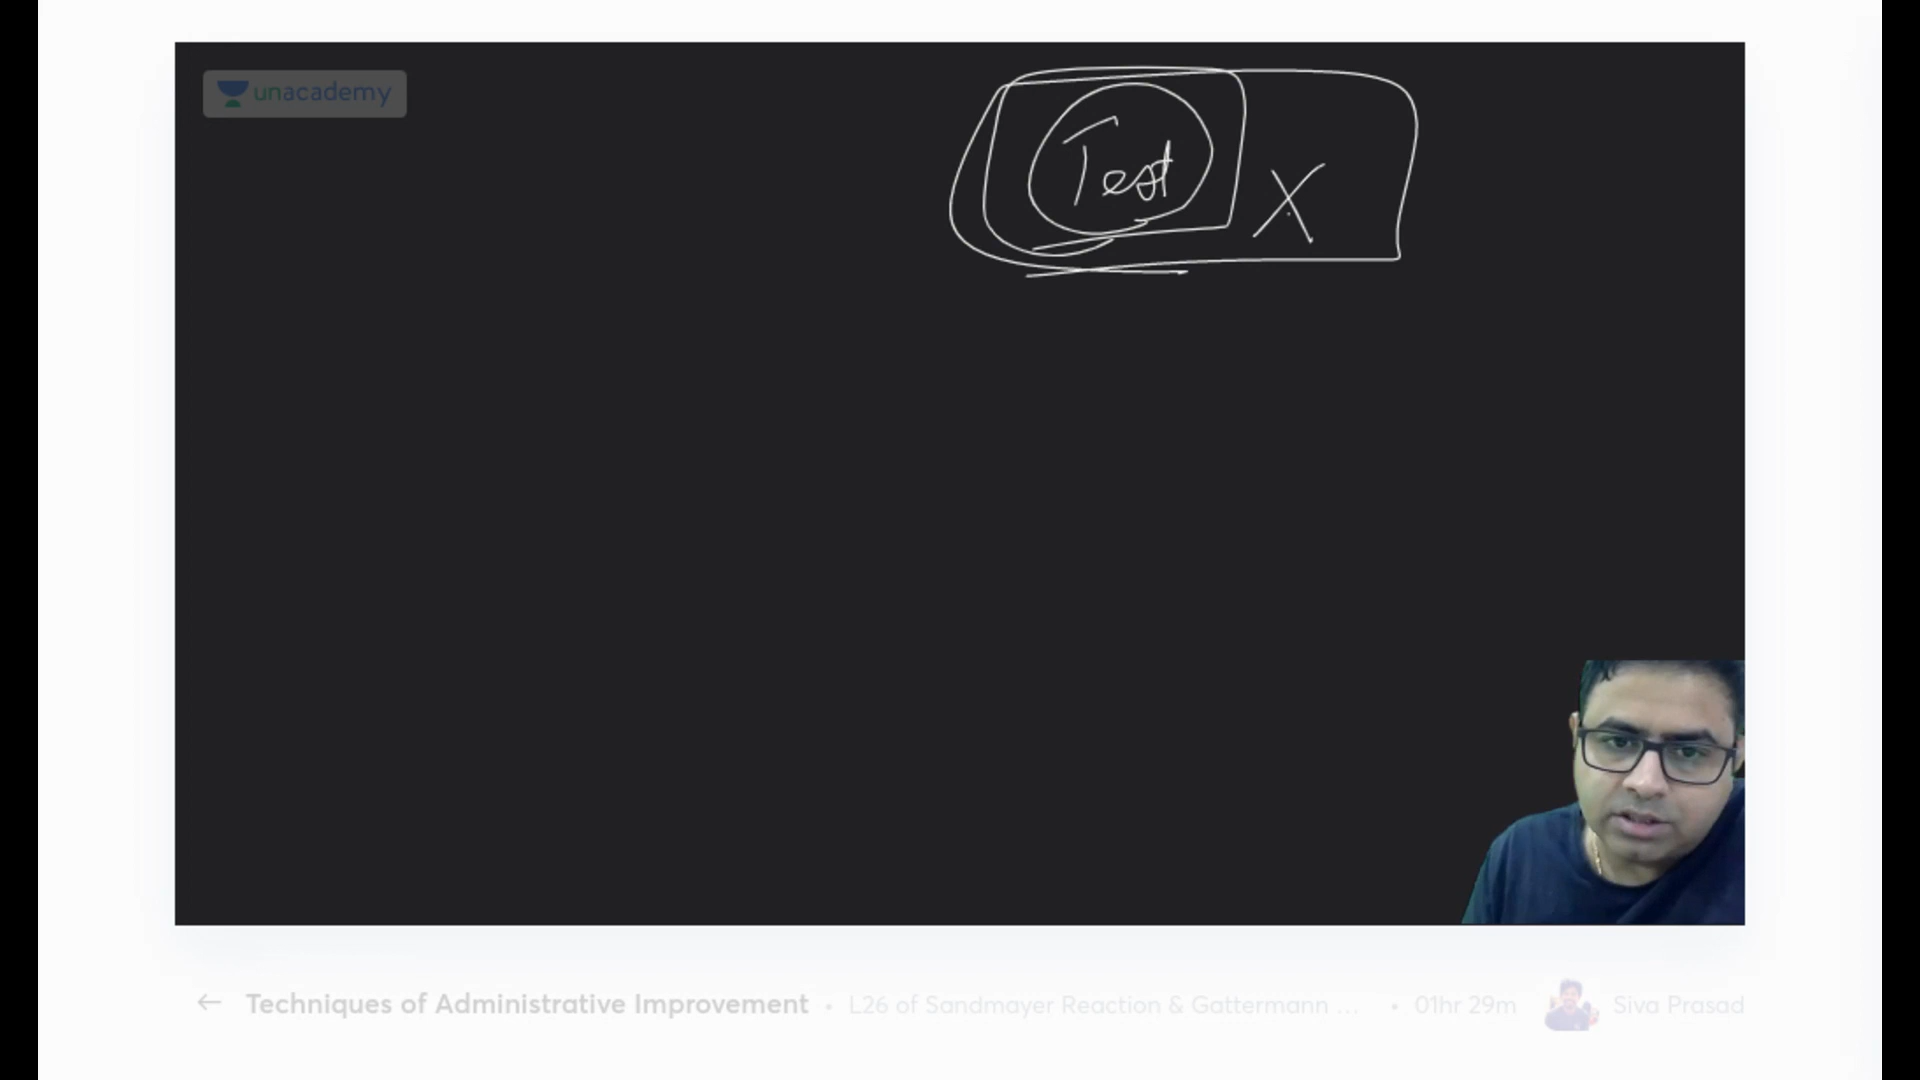 unacademy
Test X
← Techniques of Administrative Improvement • L26 of Sandmayer Reaction & Gattermann ... • 01hr 29m Siva Prasad